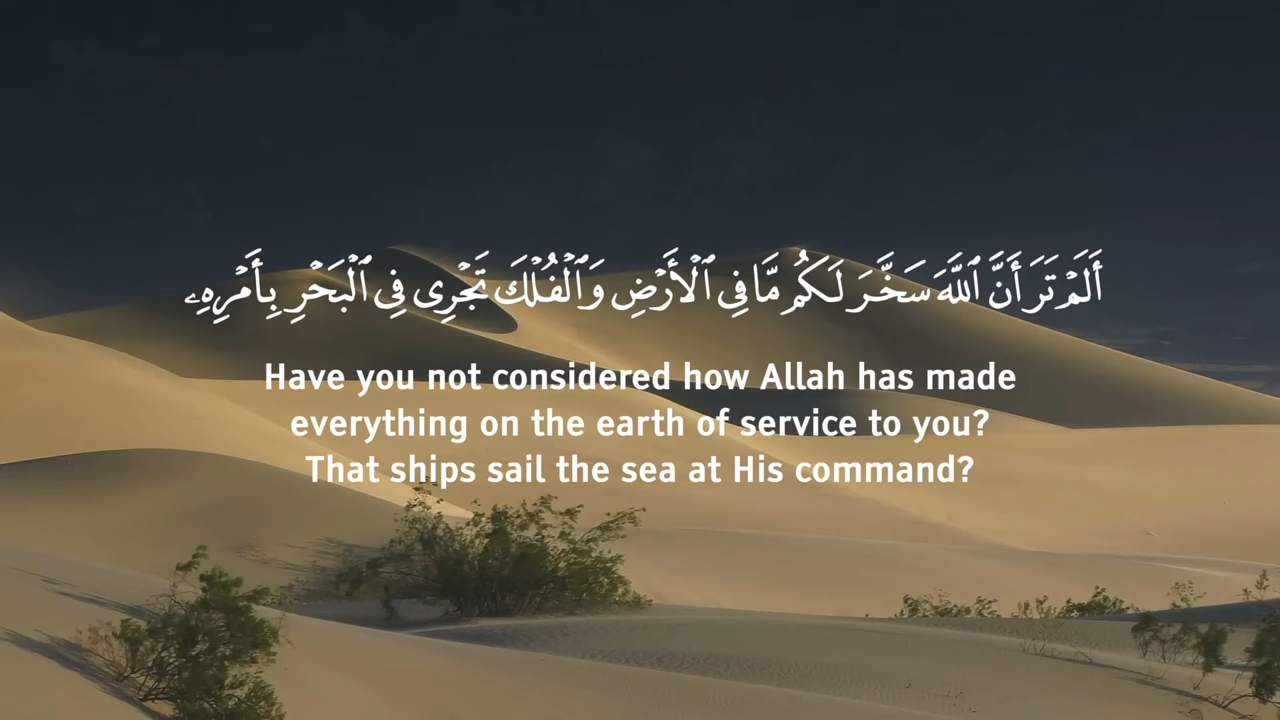 أَلَمۡ تَرَ أَنَّ ٱللَّهَ سَخَّرَ لَكُم مَّا فِي ٱلۡأَرۡضِ وَٱلۡفُلۡكَ تَجۡرِي فِي ٱلۡبَحۡرِ بِأَمۡرِهِۦ
Have you not considered how Allah has made
everything on the earth of service to you?
That ships sail the sea at His command?